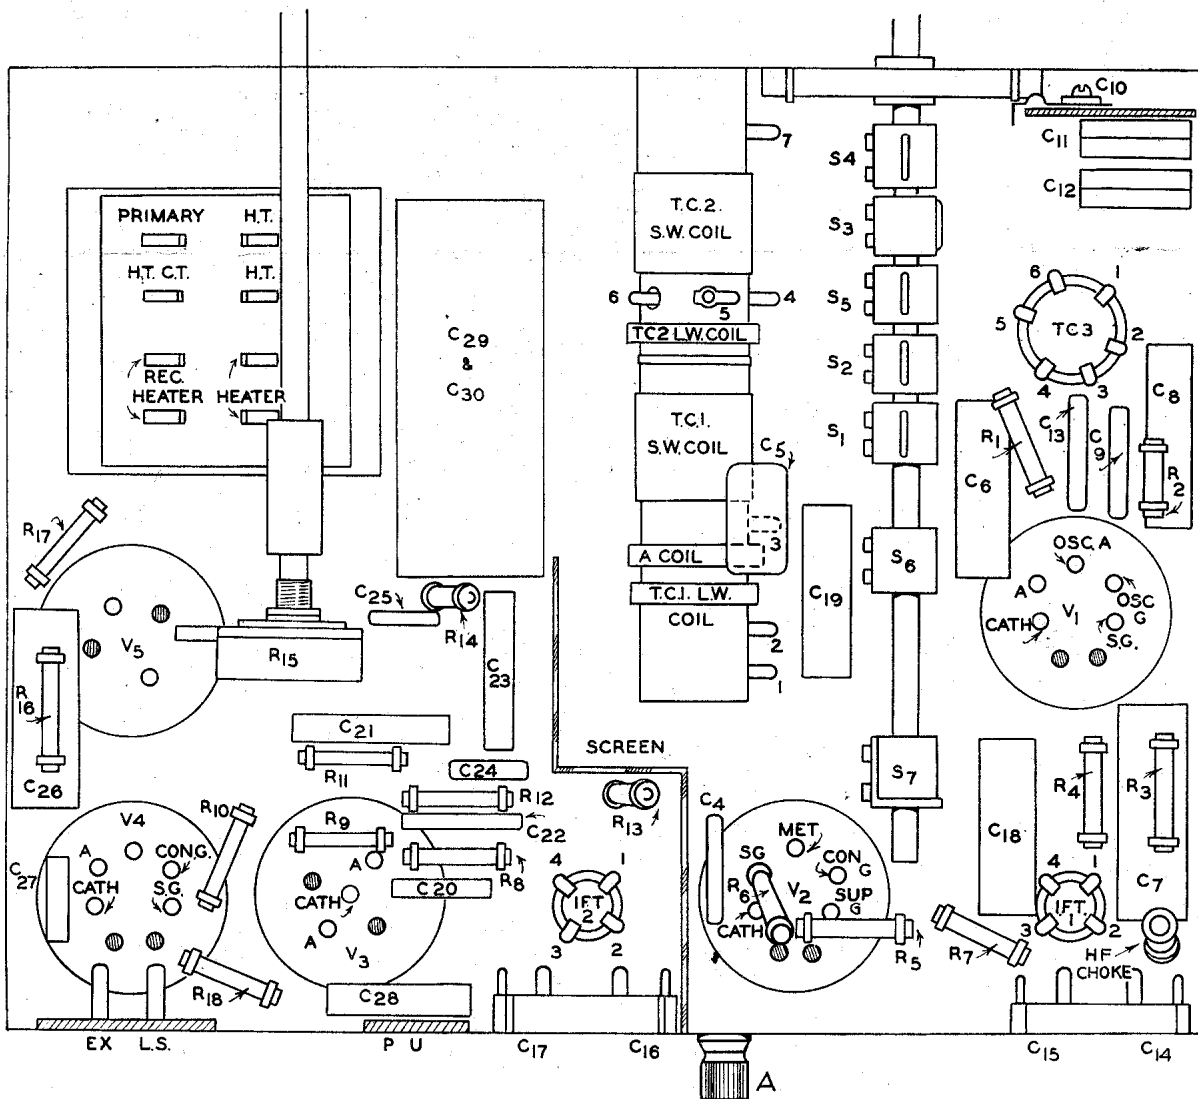 C10
C11
C12
S4
S3
S5
S2
S1
S6
S7
7
T.C.2.
S.W. COIL
6
5
4
TC2 L.W. COIL
T.C.1.
S.W. COIL
C5
3
A COIL
T.C.1. L.W.
COIL
2
1
C19
PRIMARY
H.T.
H.T. C.T.
H.T.
REC.
HEATER
HEATER
C29
&
C30
6
1
5
TC3
2
4
3
C8
R1
C13
C9
R2
C6
OSC. A
A
V1
OSC
G
CATH
S.G.
R17
V5
R15
C25
R14
C23
R16
C26
C21
R11
C24
R12
C22
SCREEN
R13
C4
R4
R3
C18
C7
V4
R10
CON G.
C27
CATH
S.G.
R9
A
CATH
A
V3
R8
C20
4
1
I.F.T.
2
3
2
MET
SG
CON
G
R6
V2
SUP
G
CATH
R5
R7
4
1
I.F.T.
1
3
2
HF
CHOKE
R18
C28
EX L.S.
P U
C17
C16
A
C15
C14